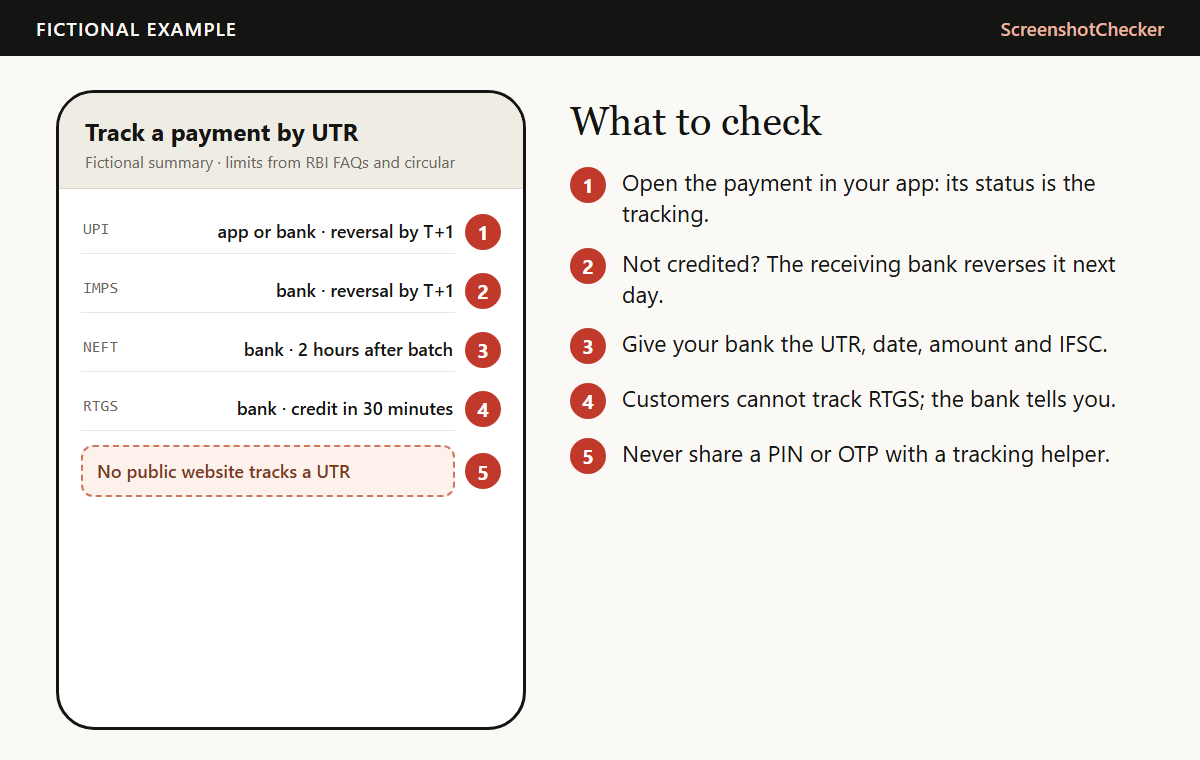 FICTIONAL EXAMPLE
ScreenshotChecker
Track a payment by UTR
Fictional summary · limits from RBI FAQs and circular
UPI app or bank · reversal by T+1 1
IMPS bank · reversal by T+1 2
NEFT bank · 2 hours after batch 3
RTGS bank · credit in 30 minutes 4
No public website tracks a UTR 5
What to check
1 Open the payment in your app: its status is the
tracking.
2 Not credited? The receiving bank reverses it next
day.
3 Give your bank the UTR, date, amount and IFSC.
4 Customers cannot track RTGS; the bank tells you.
5 Never share a PIN or OTP with a tracking helper.